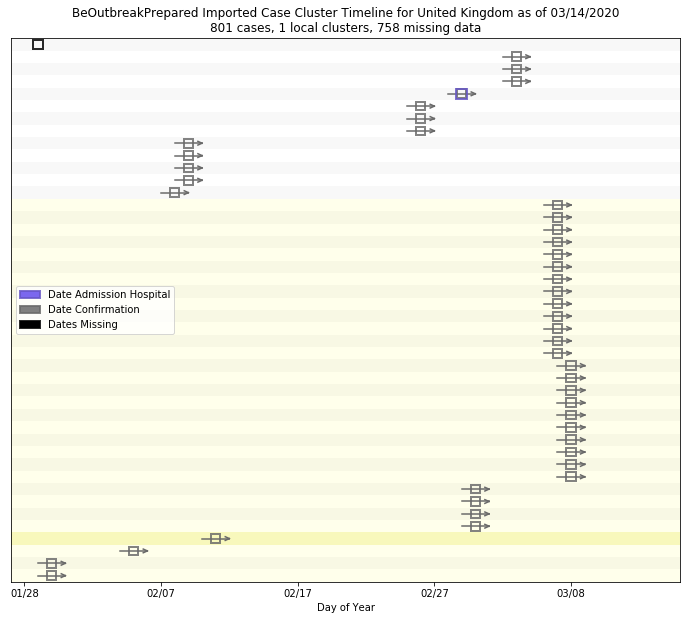 BeOutbreakPrepared Imported Case Cluster Timeline for United Kingdom as of 03/14/2020
801 cases, 1 local clusters, 758 missing data
Date Admission Hospital
Date Confirmation
Dates Missing
01/28 02/07 02/17 02/27 03/08
Day of Year